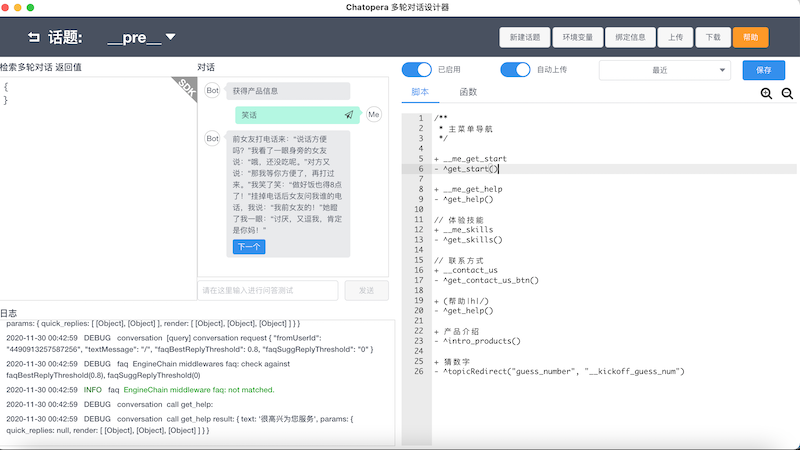 Chatopera 多轮对话设计器
话题: __pre__
新建话题 环境变量 绑定信息 上传 下载 帮助
检索多轮对话 返回值
{
}
SDK
对话
Bot 获得产品信息
笑话 Me
Bot 前女友打电话来：“说话方便
吗？”我看了一眼身旁的女友
说：“哦，还没吃呢。”对方又
说：“那我等你方便了，再打过
来。”我笑了笑：“做好饭也得8点
了！”挂掉电话后女友问我谁的电
话，我说：“我前女友的！”她瞪
了我一眼：“讨厌，又逗我，肯定
是你妈！”
下一个
请在这里输入进行问答测试 发送
日志
params: { quick_replies: [ [Object], [Object] ], render: [ [Object], [Object], [Object] ] } }
2020-11-30 00:42:59 DEBUG conversation [query] conversation request { "fromUserId":
"4490913257587256", "textMessage": "/", "faqBestReplyThreshold": 0.8, "faqSuggReplyThreshold": "0" }
2020-11-30 00:42:59 DEBUG faq EngineChain middlewares faq: check against
faqBestReplyThreshold(0.8), faqSuggReplyThreshold(0)
2020-11-30 00:42:59 INFO faq EngineChain middleware faq: not matched.
2020-11-30 00:42:59 DEBUG conversation call get_help:
2020-11-30 00:42:59 DEBUG conversation call get_help result: { text: '很高兴为您服务', params: {
quick_replies: null, render: [ [Object], [Object], [Object] ] } }
已启用 自动上传 最近 保存
脚本 函数
1 /**
2 * 主菜单导航
3 */
4
5 + __me_get_start
6 - ^get_start()
7
8 + __me_get_help
9 - ^get_help()
10
11 // 体验技能
12 + __me_skills
13 - ^get_skills()
14
15 // 联系方式
16 + __contact_us
17 - ^get_contact_us_btn()
18
19 + (帮助|h|/)
20 - ^get_help()
21
22 + 产品介绍
23 - ^intro_products()
24
25 + 猜数字
26 - ^topicRedirect("guess_number", "__kickoff_guess_num")